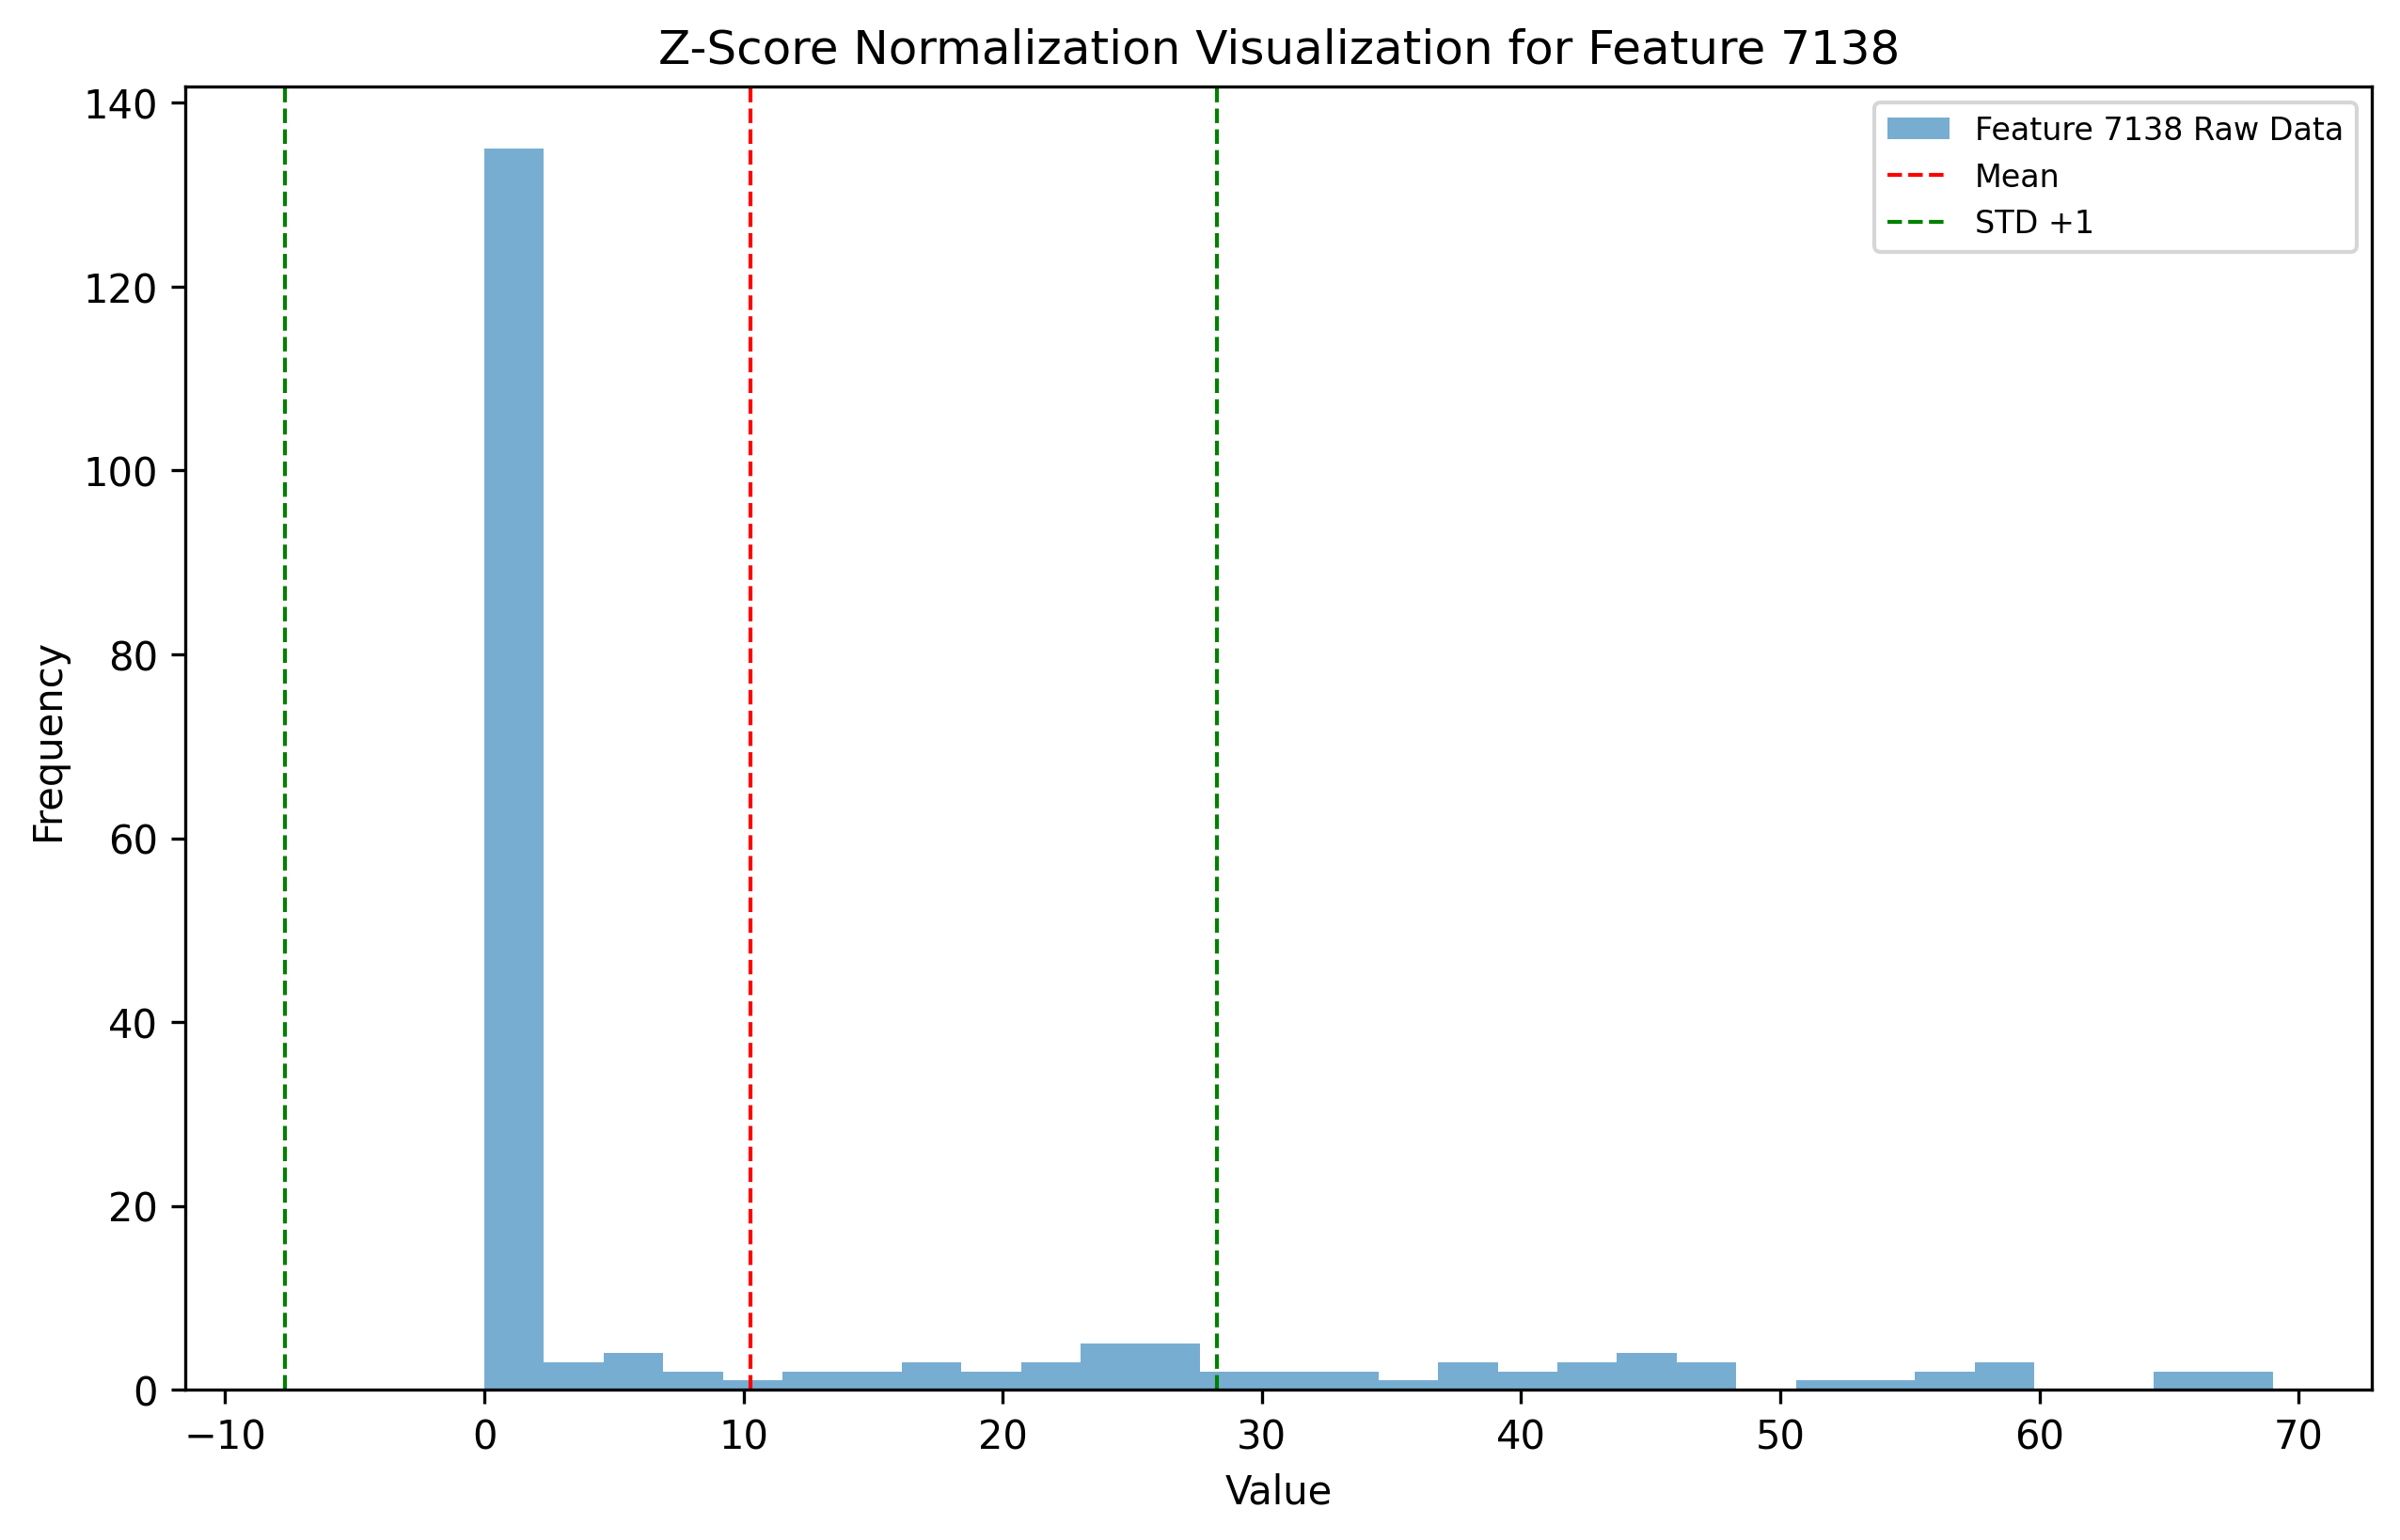 Z-Score Normalization Visualization for Feature 7138
Feature 7138 Raw Data
Mean
STD +1
Frequency
140
120
100
80
60
40
20
0
−10 0 10 20 30 40 50 60 70
Value